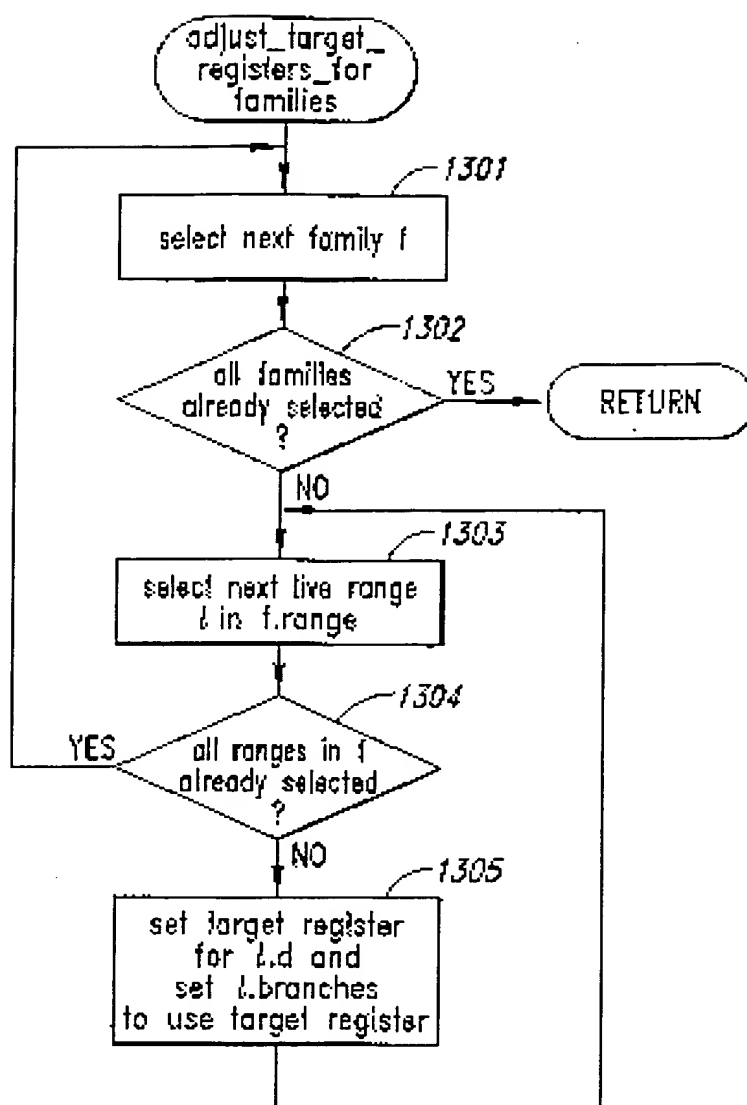 adjust_target_
registers_for
families
1301
select next family f
1302
all families
already selected
?
YES
RETURN
NO
1303
select next live range
l in f.range
1304
YES
all ranges in f
already selected
?
NO
1305
set target register
for l.d and
set l.branches
to use target register